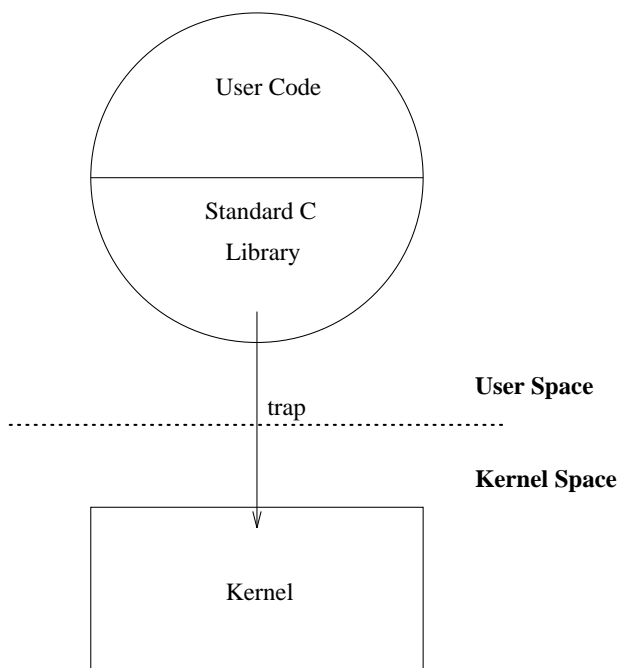 User Code
Standard C
Library
User Space
trap
Kernel Space
Kernel